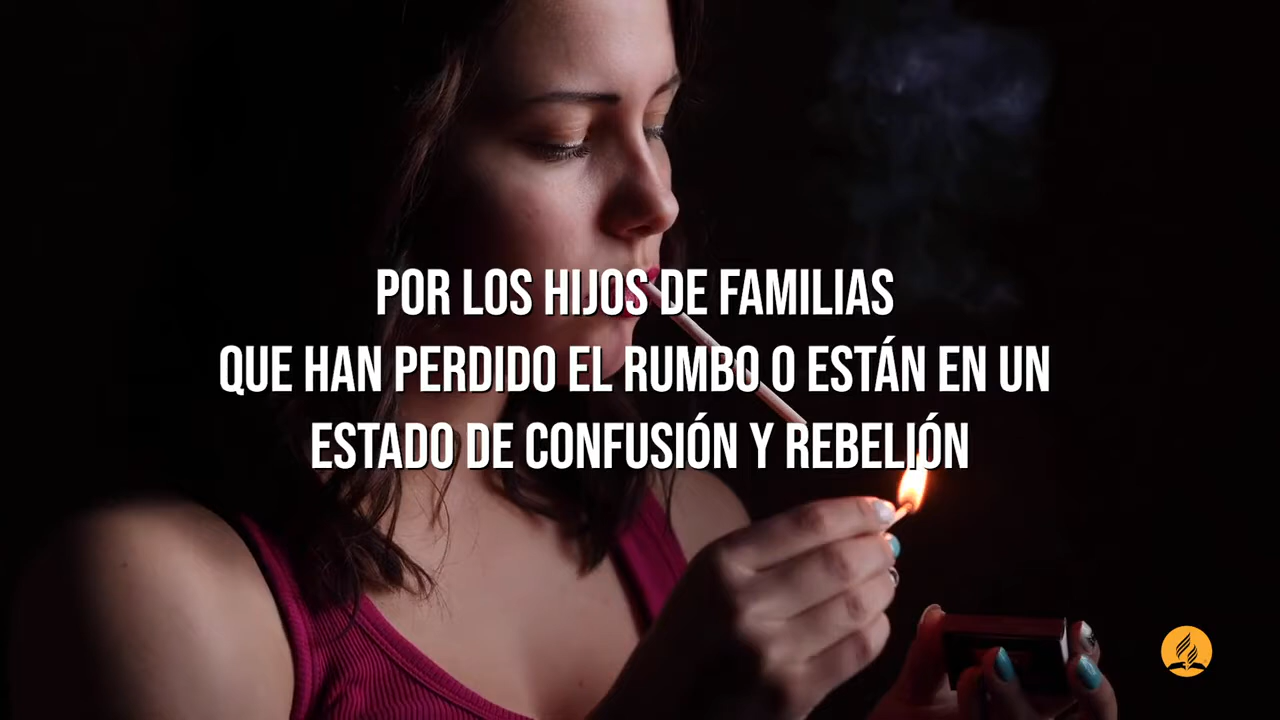 POR LOS HIJOS DE FAMILIAS
QUE HAN PERDIDO EL RUMBO O ESTÁN EN UN
ESTADO DE CONFUSIÓN Y REBELIÓN